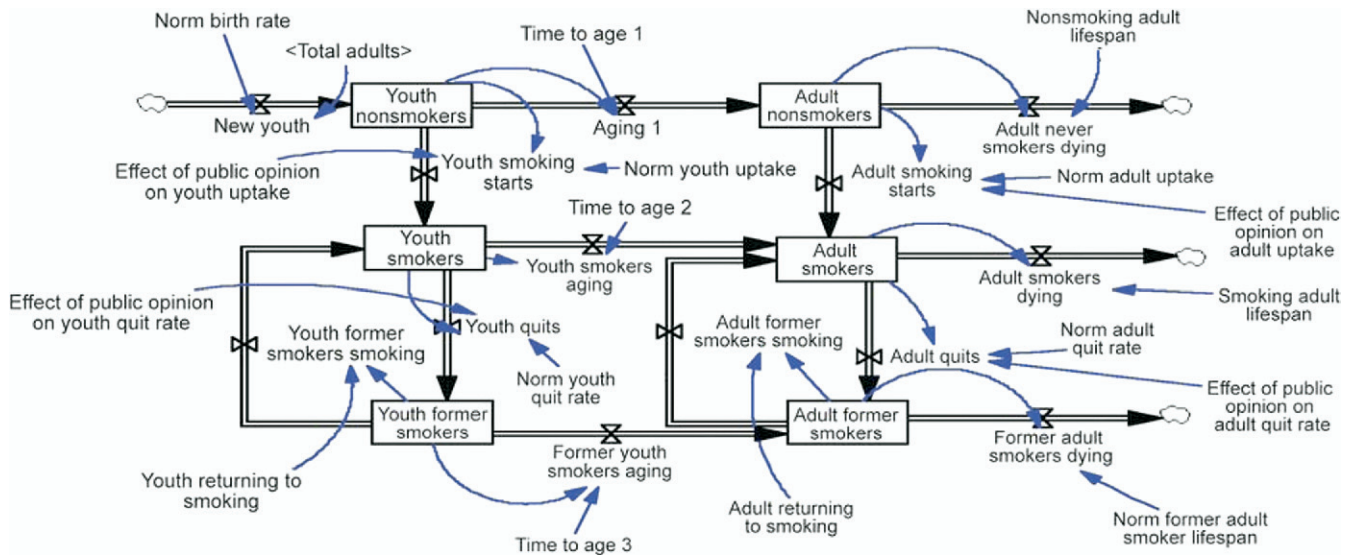 Norm birth rate
<Total adults>
Time to age 1
Nonsmoking adult
lifespan
Youth
nonsmokers
Adult
nonsmokers
New youth
Aging 1
Adult never
smokers dying
Effect of public opinion
on youth uptake
Youth smoking
starts
Norm youth uptake
Adult smoking
starts
Norm adult uptake
Effect of public
opinion on
adult uptake
Time to age 2
Youth
smokers
Adult
smokers
Youth smokers
aging
Adult smokers
dying
Smoking adult
lifespan
Effect of public opinion
on youth quit rate
Youth quits
Youth former
smokers smoking
Adult former
smokers smoking
Norm adult
quit rate
Adult quits
Norm youth
quit rate
Effect of public
opinion on
adult quit rate
Youth former
smokers
Adult former
smokers
Former youth
smokers aging
Former adult
smokers dying
Youth returning to
smoking
Adult returning
to smoking
Time to age 3
Norm former adult
smoker lifespan